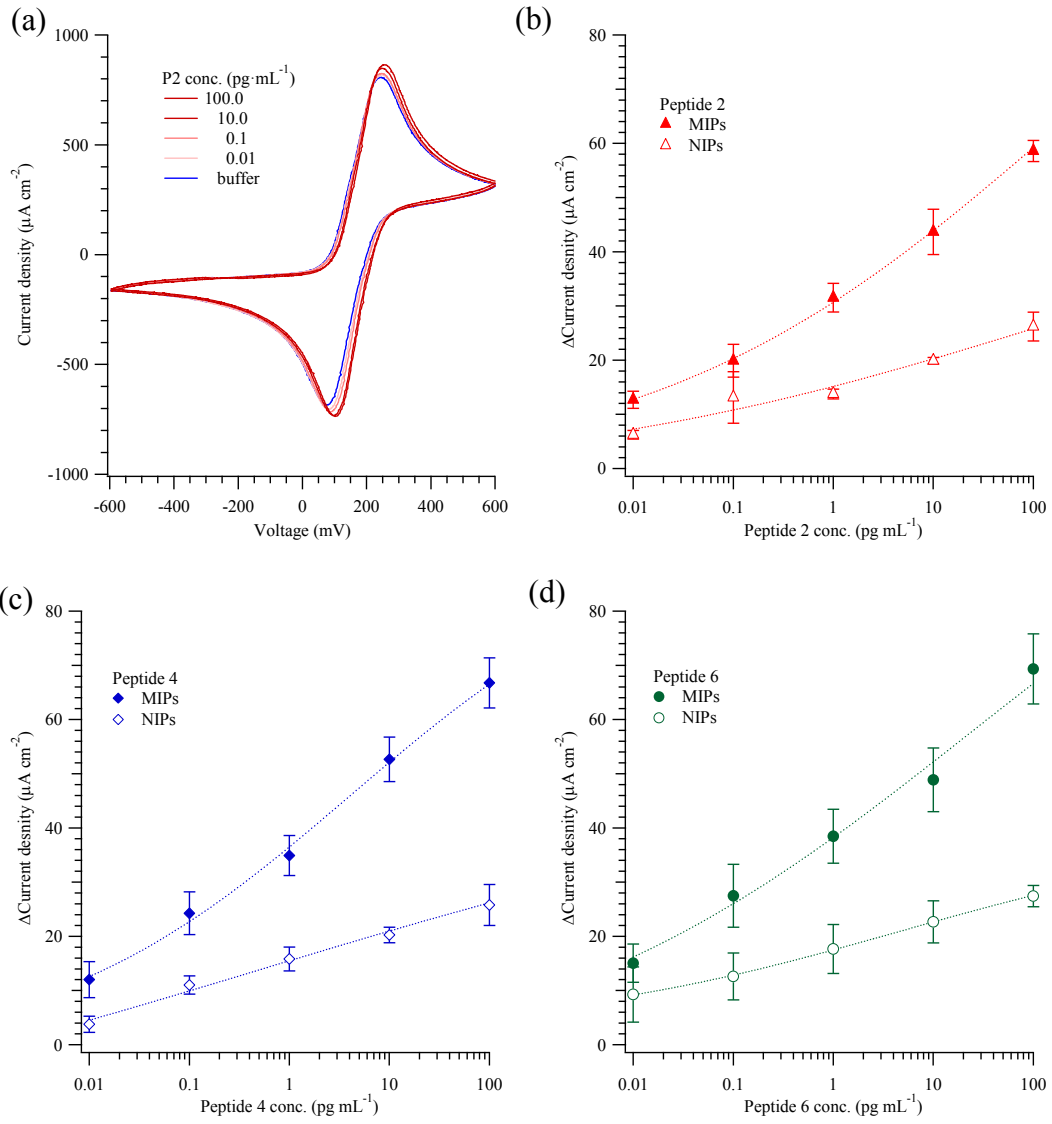 (a)
1000
500
0
-500
-1000
Current density (µA cm⁻²)
P2 conc. (pg·mL⁻¹)
100.0
10.0
0.1
0.01
buffer
-600
-400
-200
0
200
400
600
Voltage (mV)
(b)
80
60
40
20
0
ΔCurrent desnity (µA cm⁻²)
Peptide 2
MIPs
NIPs
0.01
0.1
1
10
100
Peptide 2 conc. (pg mL⁻¹)
(c)
80
60
40
20
0
ΔCurrent desnity (µA cm⁻²)
Peptide 4
MIPs
NIPs
0.01
0.1
1
10
100
Peptide 4 conc. (pg mL⁻¹)
(d)
80
60
40
20
0
ΔCurrent desnity (µA cm⁻²)
Peptide 6
MIPs
NIPs
0.01
0.1
1
10
100
Peptide 6 conc. (pg mL⁻¹)